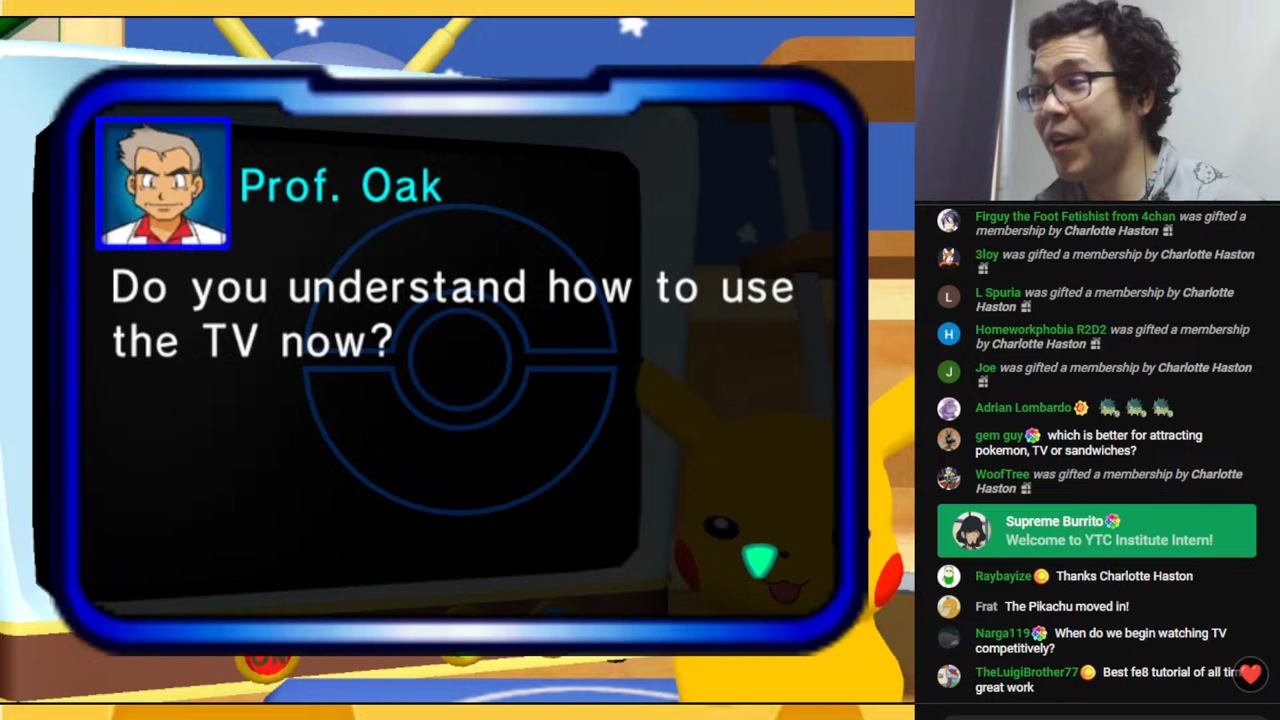 Prof. Oak
Do you understand how to use
the TV now?
ON
Firguy the Foot Fetishist from 4chan was gifted a
membership by Charlotte Haston
3loy was gifted a membership by Charlotte Haston
L Spuria was gifted a membership by Charlotte
Haston
Homeworkphobia R2D2 was gifted a membership
by Charlotte Haston
Joe was gifted a membership by Charlotte Haston
Adrian Lombardo
gem guy which is better for attracting
pokemon, TV or sandwiches?
WoofTree was gifted a membership by Charlotte
Haston
Supreme Burrito
Welcome to YTC Institute Intern!
Raybayize Thanks Charlotte Haston
Frat The Pikachu moved in!
Narga119 When do we begin watching TV
competitively?
TheLuigiBrother77 Best fe8 tutorial of all
great work